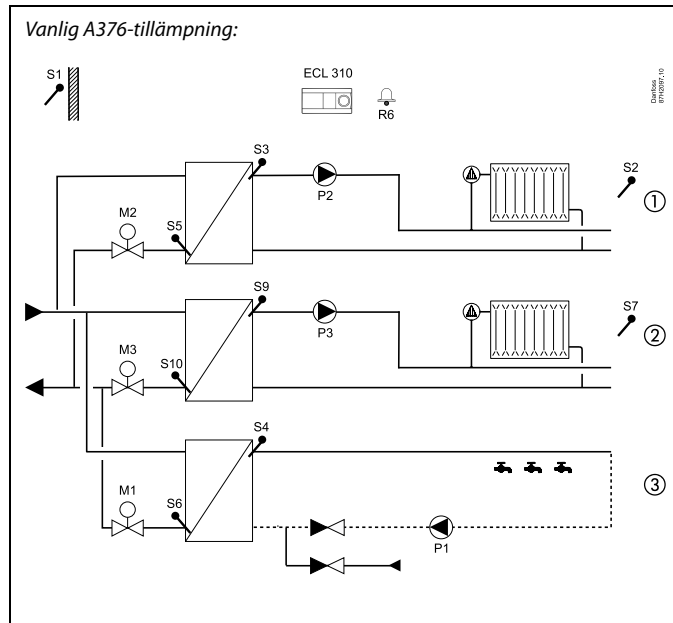 Vanlig A376-tillämpning:
S1
ECL 310
R6
Danfoss
87H2097.10
S3
P2
S2
①
M2
S5
S9
P3
S7
②
M3
S10
S4
③
M1
S6
P1